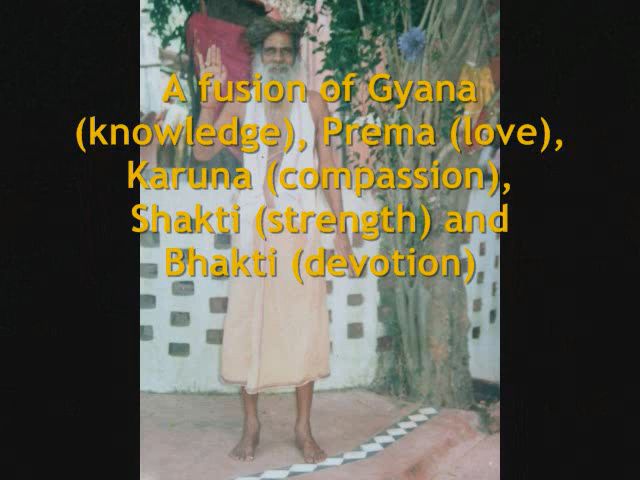 A fusion of Gyana
(knowledge), Prema (love),
Karuna (compassion),
Shakti (strength) and
Bhakti (devotion)